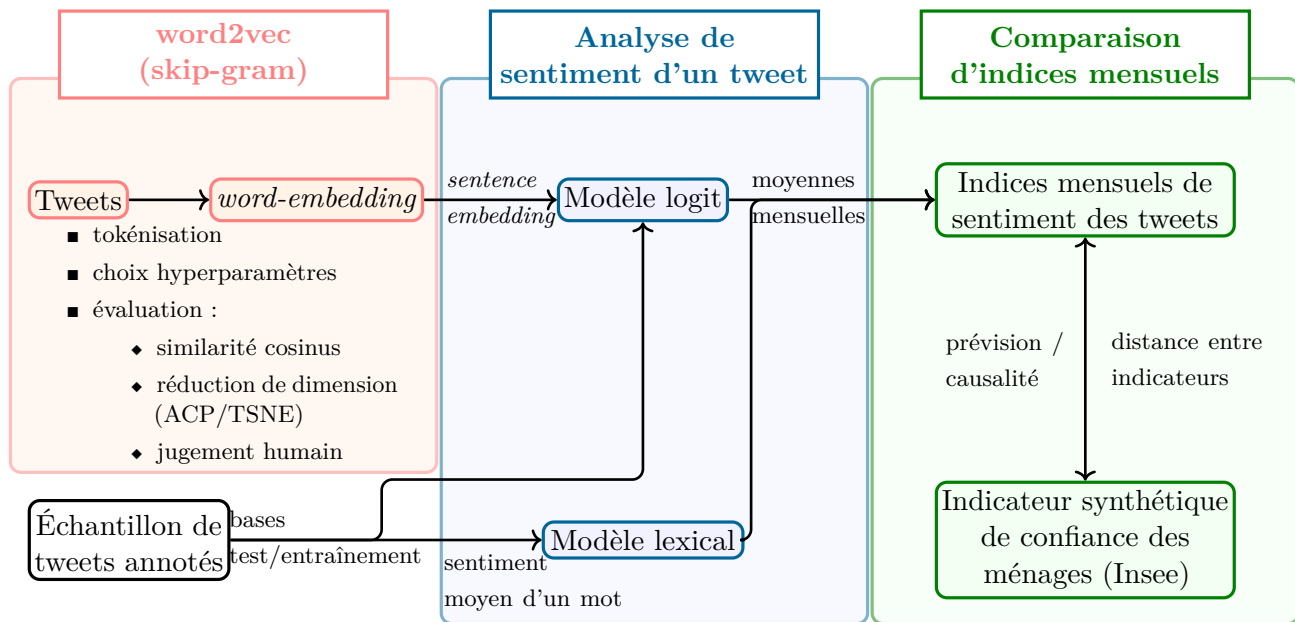 word2vec
(skip-gram)
Analyse de
sentiment d'un tweet
Comparaison
d'indices mensuels
Tweets
word-embedding
sentence
embedding
Modèle logit
moyennes
mensuelles
Indices mensuels de
sentiment des tweets
■ tokénisation
■ choix hyperparamètres
■ évaluation :
◆ similarité cosinus
◆ réduction de dimension
(ACP/TSNE)
◆ jugement humain
prévision /
causalité
distance entre
indicateurs
Échantillon de
tweets annotés
bases
test/entraînement
sentiment
moyen d'un mot
Modèle lexical
Indicateur synthétique
de confiance des
ménages (Insee)